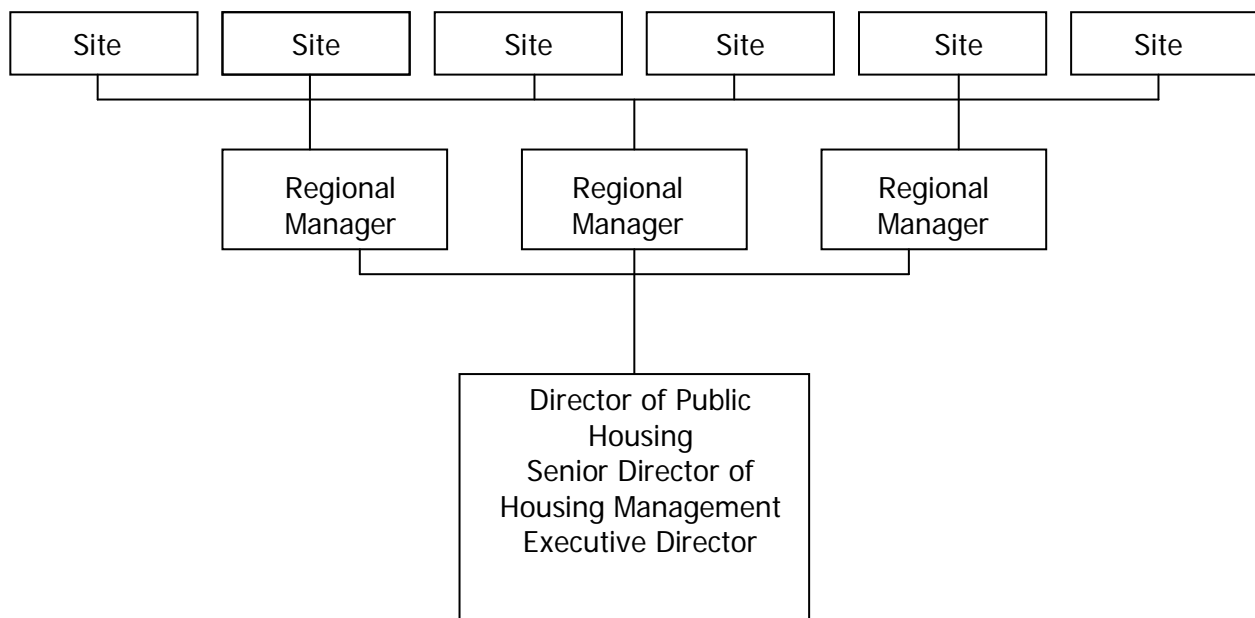 Site
Site
Site
Site
Site
Site
Regional
Manager
Regional
Manager
Regional
Manager
Director of Public
Housing
Senior Director of
Housing Management
Executive Director